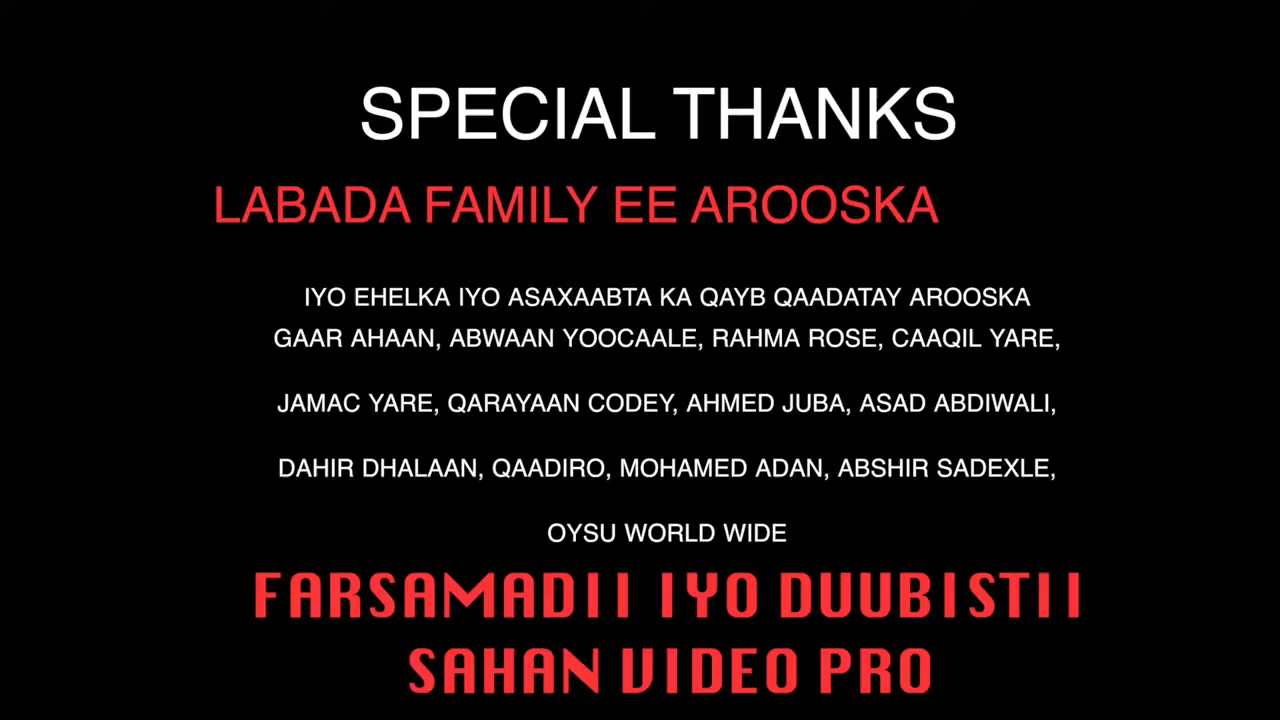 SPECIAL THANKS
LABADA FAMILY EE AROOSKA
IYO EHELKA IYO ASAXAABTA KA QAYB QAADATAY AROOSKA
GAAR AHAAN, ABWAAN YOOCAALE, RAHMA ROSE, CAAQIL YARE,
JAMAC YARE, QARAYAAN CODEY, AHMED JUBA, ASAD ABDIWALI,
DAHIR DHALAAN, QAADIRO, MOHAMED ADAN, ABSHIR SADEXLE,
OYSU WORLD WIDE
FARSAMADII IYO DUUBISTII
SAHAN VIDEO PRO